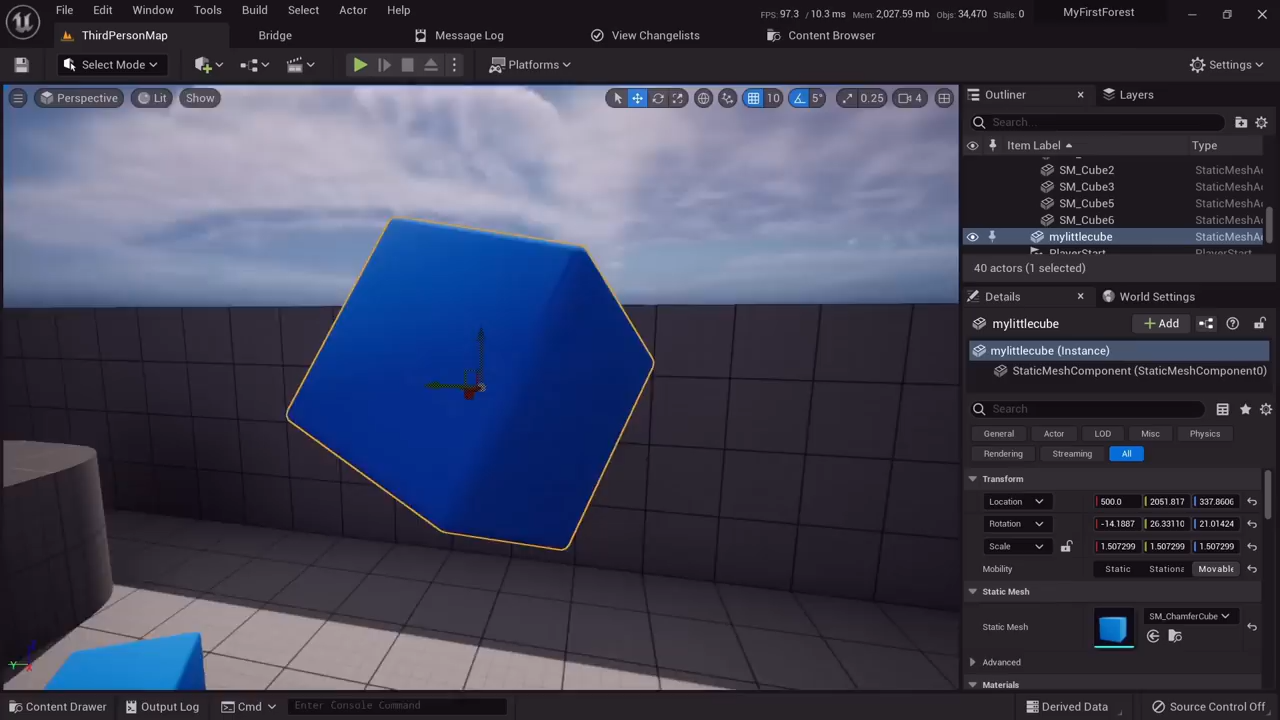 File Edit Window Tools Build Select Actor Help
FPS: 97.3 / 10.3 ms Mem: 2,027.59 mb Objs: 34,470 Stalls: 0
MyFirstForest
ThirdPersonMap Bridge Message Log View Changelists Content Browser
Select Mode Platforms Settings
Perspective Lit Show 10 5° 0.25 4
Outliner Layers
Search...
Item Label Type
SM_Cube2 StaticMeshA
SM_Cube3 StaticMeshA
SM_Cube5 StaticMeshA
SM_Cube6 StaticMeshA
mylittlecube StaticMeshA
PlayerStart PlayerStart
40 actors (1 selected)
Details World Settings
mylittlecube Add
mylittlecube (Instance)
StaticMeshComponent (StaticMeshComponent0)
Search
General Actor LOD Misc Physics
Rendering Streaming All
Transform
Location 500.0 2051.817 337.8606
Rotation -14.1887 26.33110 21.01424
Scale 1.507299 1.507299 1.507299
Mobility Static Stationa Movable
Static Mesh
Static Mesh SM_ChamferCube
Advanced
Materials
Content Drawer Output Log Cmd Enter Console Command Derived Data Source Control Off